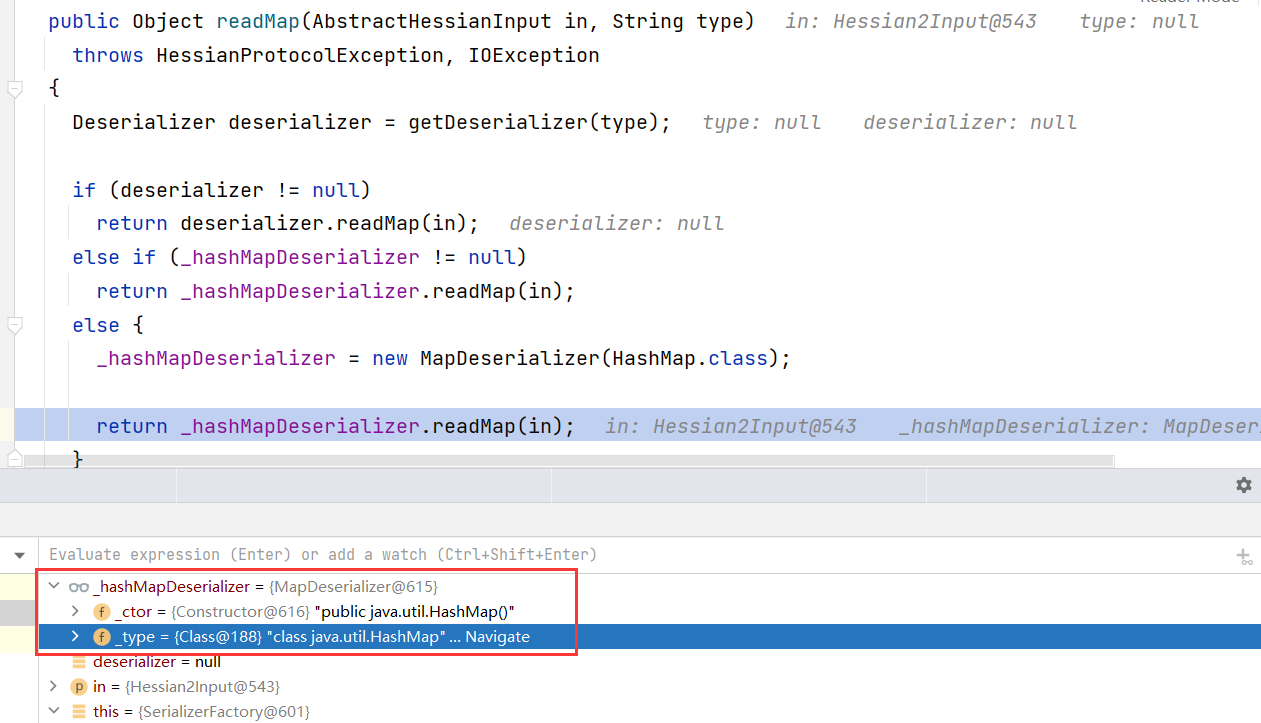 Reader Mode
public Object readMap(AbstractHessianInput in, String type) in: Hessian2Input@543 type: null
throws HessianProtocolException, IOException
{
Deserializer deserializer = getDeserializer(type); type: null deserializer: null
if (deserializer != null)
return deserializer.readMap(in); deserializer: null
else if (_hashMapDeserializer != null)
return _hashMapDeserializer.readMap(in);
else {
_hashMapDeserializer = new MapDeserializer(HashMap.class);
return _hashMapDeserializer.readMap(in); in: Hessian2Input@543 _hashMapDeserializer: MapDeseri
}
Evaluate expression (Enter) or add a watch (Ctrl+Shift+Enter)
_hashMapDeserializer = {MapDeserializer@615}
f _ctor = {Constructor@616} "public java.util.HashMap()"
f _type = {Class@188} "class java.util.HashMap" ... Navigate
deserializer = null
p in = {Hessian2Input@543}
this = {SerializerFactory@601}